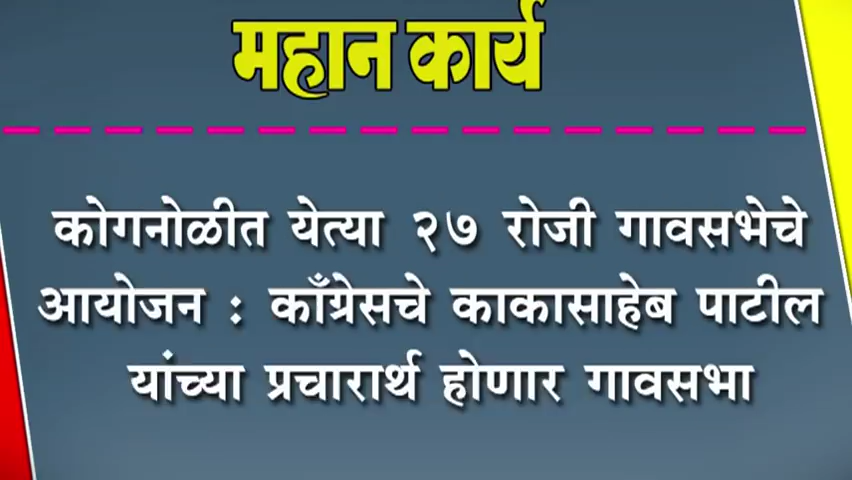 महान कार्य
कोगनोळीत येत्या २७ रोजी गावसभेचे
आयोजन : काँग्रेसचे काकासाहेब पाटील
यांच्या प्रचारार्थ होणार गावसभा